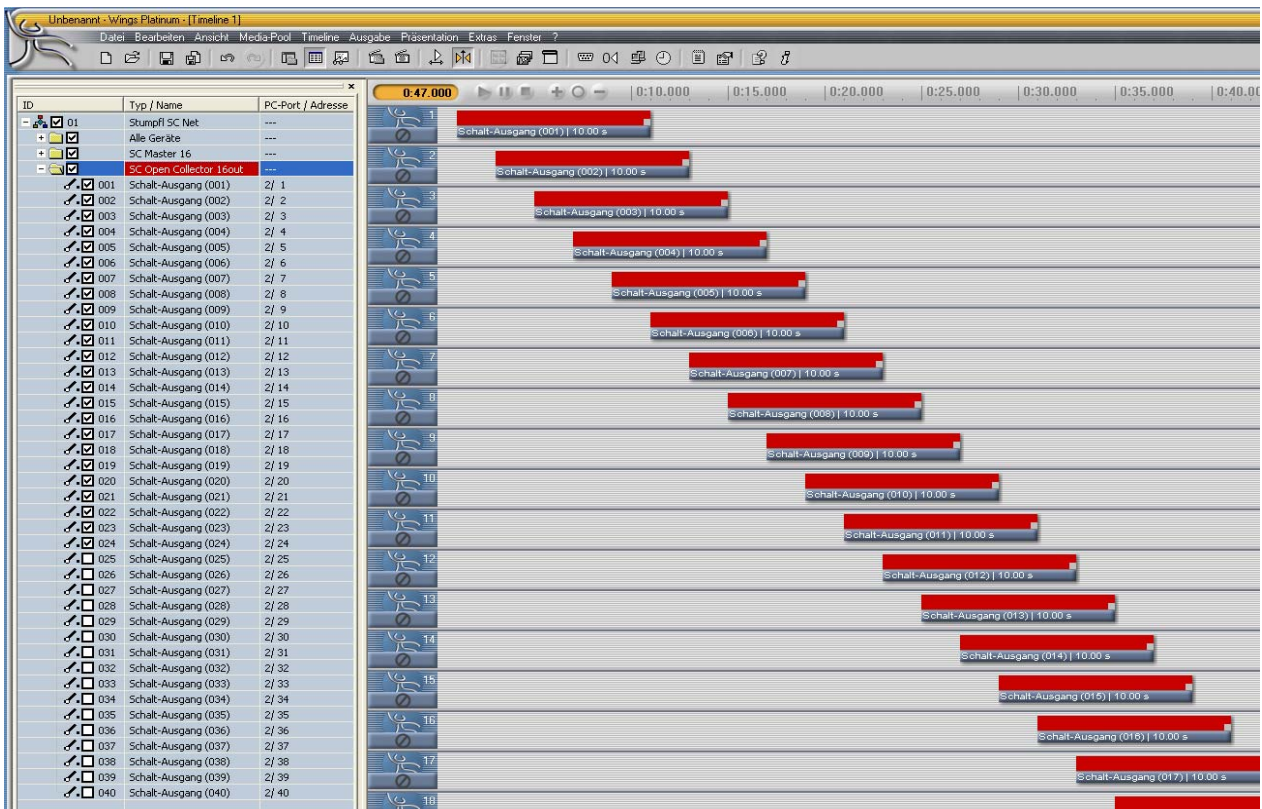 Unbenannt - Wings Platinum - [Timeline 1]
Datei Bearbeiten Ansicht Media-Pool Timeline Ausgabe Präsentation Extras Fenster ?
ID Typ / Name PC-Port / Adresse
01 Stumpfl SC Net ---
Alle Geräte ---
SC Master 16 ---
SC Open Collector 16out ---
001 Schalt-Ausgang (001) 2/ 1
002 Schalt-Ausgang (002) 2/ 2
003 Schalt-Ausgang (003) 2/ 3
004 Schalt-Ausgang (004) 2/ 4
005 Schalt-Ausgang (005) 2/ 5
006 Schalt-Ausgang (006) 2/ 6
007 Schalt-Ausgang (007) 2/ 7
008 Schalt-Ausgang (008) 2/ 8
009 Schalt-Ausgang (009) 2/ 9
010 Schalt-Ausgang (010) 2/ 10
011 Schalt-Ausgang (011) 2/ 11
012 Schalt-Ausgang (012) 2/ 12
013 Schalt-Ausgang (013) 2/ 13
014 Schalt-Ausgang (014) 2/ 14
015 Schalt-Ausgang (015) 2/ 15
016 Schalt-Ausgang (016) 2/ 16
017 Schalt-Ausgang (017) 2/ 17
018 Schalt-Ausgang (018) 2/ 18
019 Schalt-Ausgang (019) 2/ 19
020 Schalt-Ausgang (020) 2/ 20
021 Schalt-Ausgang (021) 2/ 21
022 Schalt-Ausgang (022) 2/ 22
023 Schalt-Ausgang (023) 2/ 23
024 Schalt-Ausgang (024) 2/ 24
025 Schalt-Ausgang (025) 2/ 25
026 Schalt-Ausgang (026) 2/ 26
027 Schalt-Ausgang (027) 2/ 27
028 Schalt-Ausgang (028) 2/ 28
029 Schalt-Ausgang (029) 2/ 29
030 Schalt-Ausgang (030) 2/ 30
031 Schalt-Ausgang (031) 2/ 31
032 Schalt-Ausgang (032) 2/ 32
033 Schalt-Ausgang (033) 2/ 33
034 Schalt-Ausgang (034) 2/ 34
035 Schalt-Ausgang (035) 2/ 35
036 Schalt-Ausgang (036) 2/ 36
037 Schalt-Ausgang (037) 2/ 37
038 Schalt-Ausgang (038) 2/ 38
039 Schalt-Ausgang (039) 2/ 39
040 Schalt-Ausgang (040) 2/ 40
0:47.000 0:10.000 0:15.000 0:20.000 0:25.000 0:30.000 0:35.000 0:40.00
1
Schalt-Ausgang (001) | 10.00 s
2
Schalt-Ausgang (002) | 10.00 s
3
Schalt-Ausgang (003) | 10.00 s
4
Schalt-Ausgang (004) | 10.00 s
5
Schalt-Ausgang (005) | 10.00 s
6
Schalt-Ausgang (006) | 10.00 s
7
Schalt-Ausgang (007) | 10.00 s
8
Schalt-Ausgang (008) | 10.00 s
9
Schalt-Ausgang (009) | 10.00 s
10
Schalt-Ausgang (010) | 10.00 s
11
Schalt-Ausgang (011) | 10.00 s
12
Schalt-Ausgang (012) | 10.00 s
13
Schalt-Ausgang (013) | 10.00 s
14
Schalt-Ausgang (014) | 10.00 s
15
Schalt-Ausgang (015) | 10.00 s
16
Schalt-Ausgang (016) | 10.00 s
17
Schalt-Ausgang (017) | 10.00 s
18